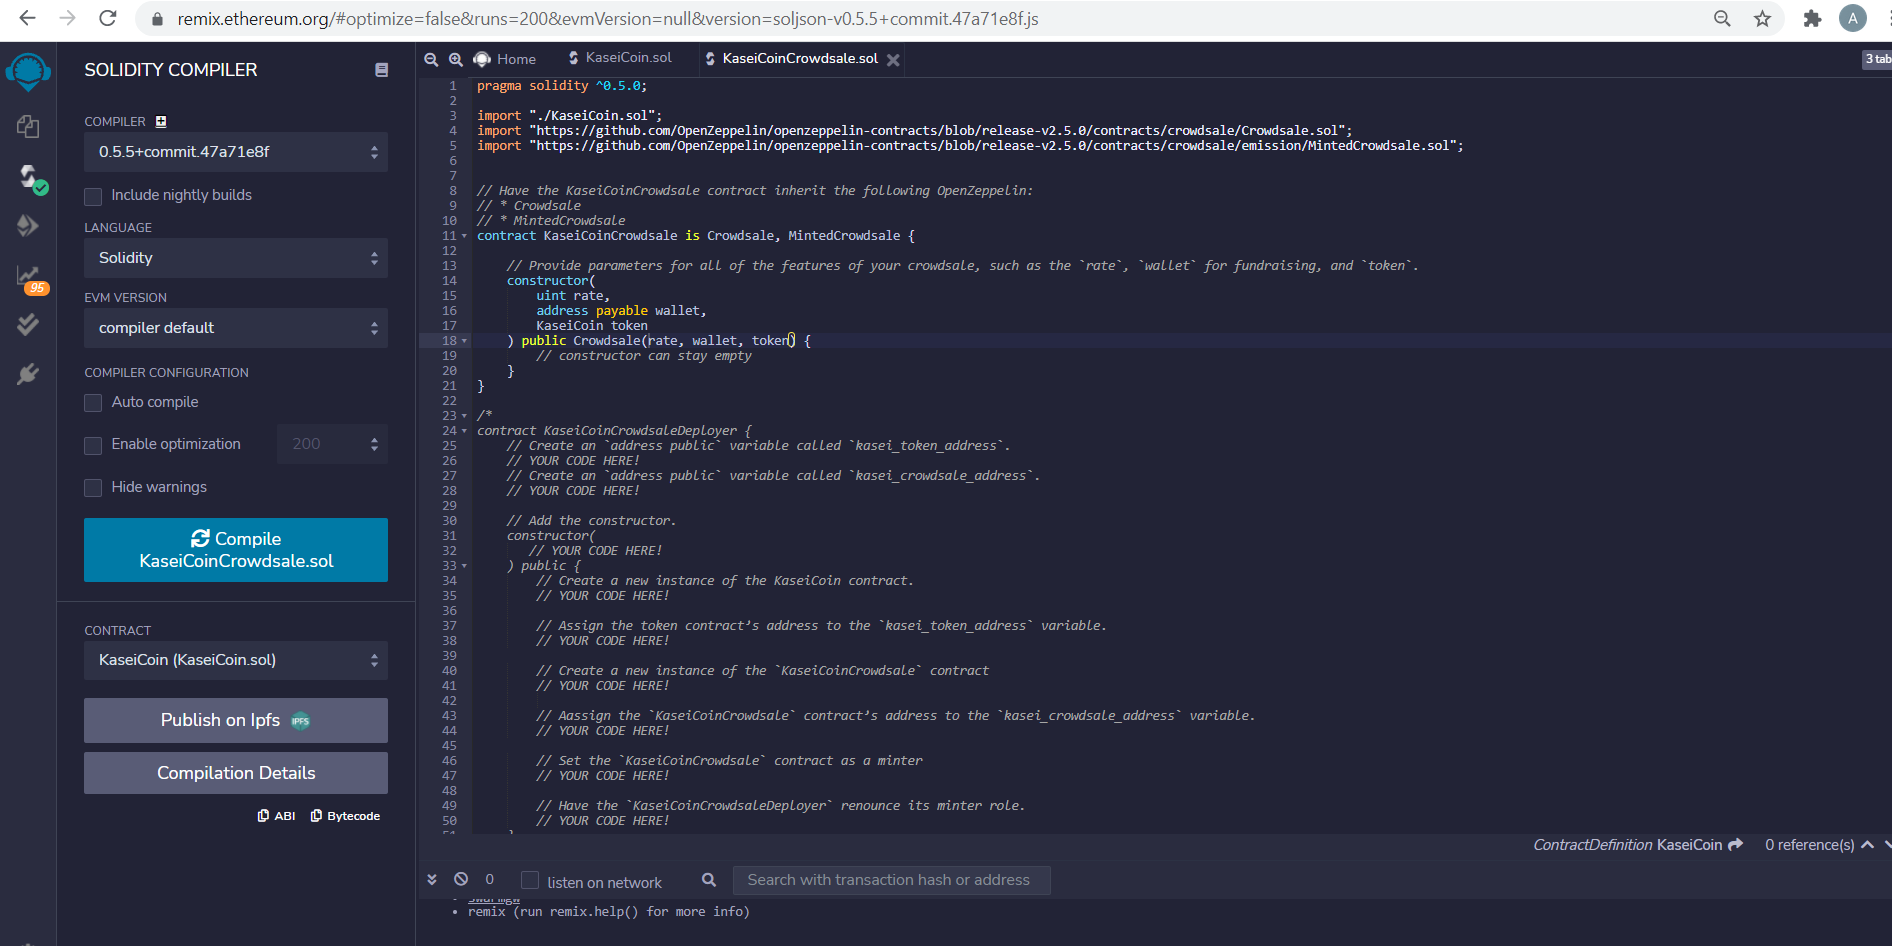 remix.ethereum.org/#optimize=false&runs=200&evmVersion=null&version=soljson-v0.5.5+commit.47a71e8f.js
A
SOLIDITY COMPILER
COMPILER
0.5.5+commit.47a71e8f
Include nightly builds
LANGUAGE
Solidity
95
EVM VERSION
compiler default
COMPILER CONFIGURATION
Auto compile
Enable optimization 200
Hide warnings
Compile
KaseiCoinCrowdsale.sol
CONTRACT
KaseiCoin (KaseiCoin.sol)
Publish on Ipfs IPFS
Compilation Details
ABI Bytecode
Home KaseiCoin.sol KaseiCoinCrowdsale.sol
3 tab
1 pragma solidity ^0.5.0;
2
3 import "./KaseiCoin.sol";
4 import "https://github.com/OpenZeppelin/openzeppelin-contracts/blob/release-v2.5.0/contracts/crowdsale/Crowdsale.sol";
5 import "https://github.com/OpenZeppelin/openzeppelin-contracts/blob/release-v2.5.0/contracts/crowdsale/emission/MintedCrowdsale.sol";
6
7
8 // Have the KaseiCoinCrowdsale contract inherit the following OpenZeppelin:
9 // * Crowdsale
10 // * MintedCrowdsale
11 contract KaseiCoinCrowdsale is Crowdsale, MintedCrowdsale {
12
13 // Provide parameters for all of the features of your crowdsale, such as the `rate`, `wallet` for fundraising, and `token`.
14 constructor(
15 uint rate,
16 address payable wallet,
17 KaseiCoin token
18 ) public Crowdsale(rate, wallet, token) {
19 // constructor can stay empty
20 }
21 }
22
23 /*
24 contract KaseiCoinCrowdsaleDeployer {
25 // Create an `address public` variable called `kasei_token_address`.
26 // YOUR CODE HERE!
27 // Create an `address public` variable called `kasei_crowdsale_address`.
28 // YOUR CODE HERE!
29
30 // Add the constructor.
31 constructor(
32 // YOUR CODE HERE!
33 ) public {
34 // Create a new instance of the KaseiCoin contract.
35 // YOUR CODE HERE!
36
37 // Assign the token contract’s address to the `kasei_token_address` variable.
38 // YOUR CODE HERE!
39
40 // Create a new instance of the `KaseiCoinCrowdsale` contract
41 // YOUR CODE HERE!
42
43 // Aassign the `KaseiCoinCrowdsale` contract’s address to the `kasei_crowdsale_address` variable.
44 // YOUR CODE HERE!
45
46 // Set the `KaseiCoinCrowdsale` contract as a minter
47 // YOUR CODE HERE!
48
49 // Have the `KaseiCoinCrowdsaleDeployer` renounce its minter role.
50 // YOUR CODE HERE!
51 }
ContractDefinition KaseiCoin 0 reference(s)
0 listen on network Search with transaction hash or address
• swarmgw
• remix (run remix.help() for more info)